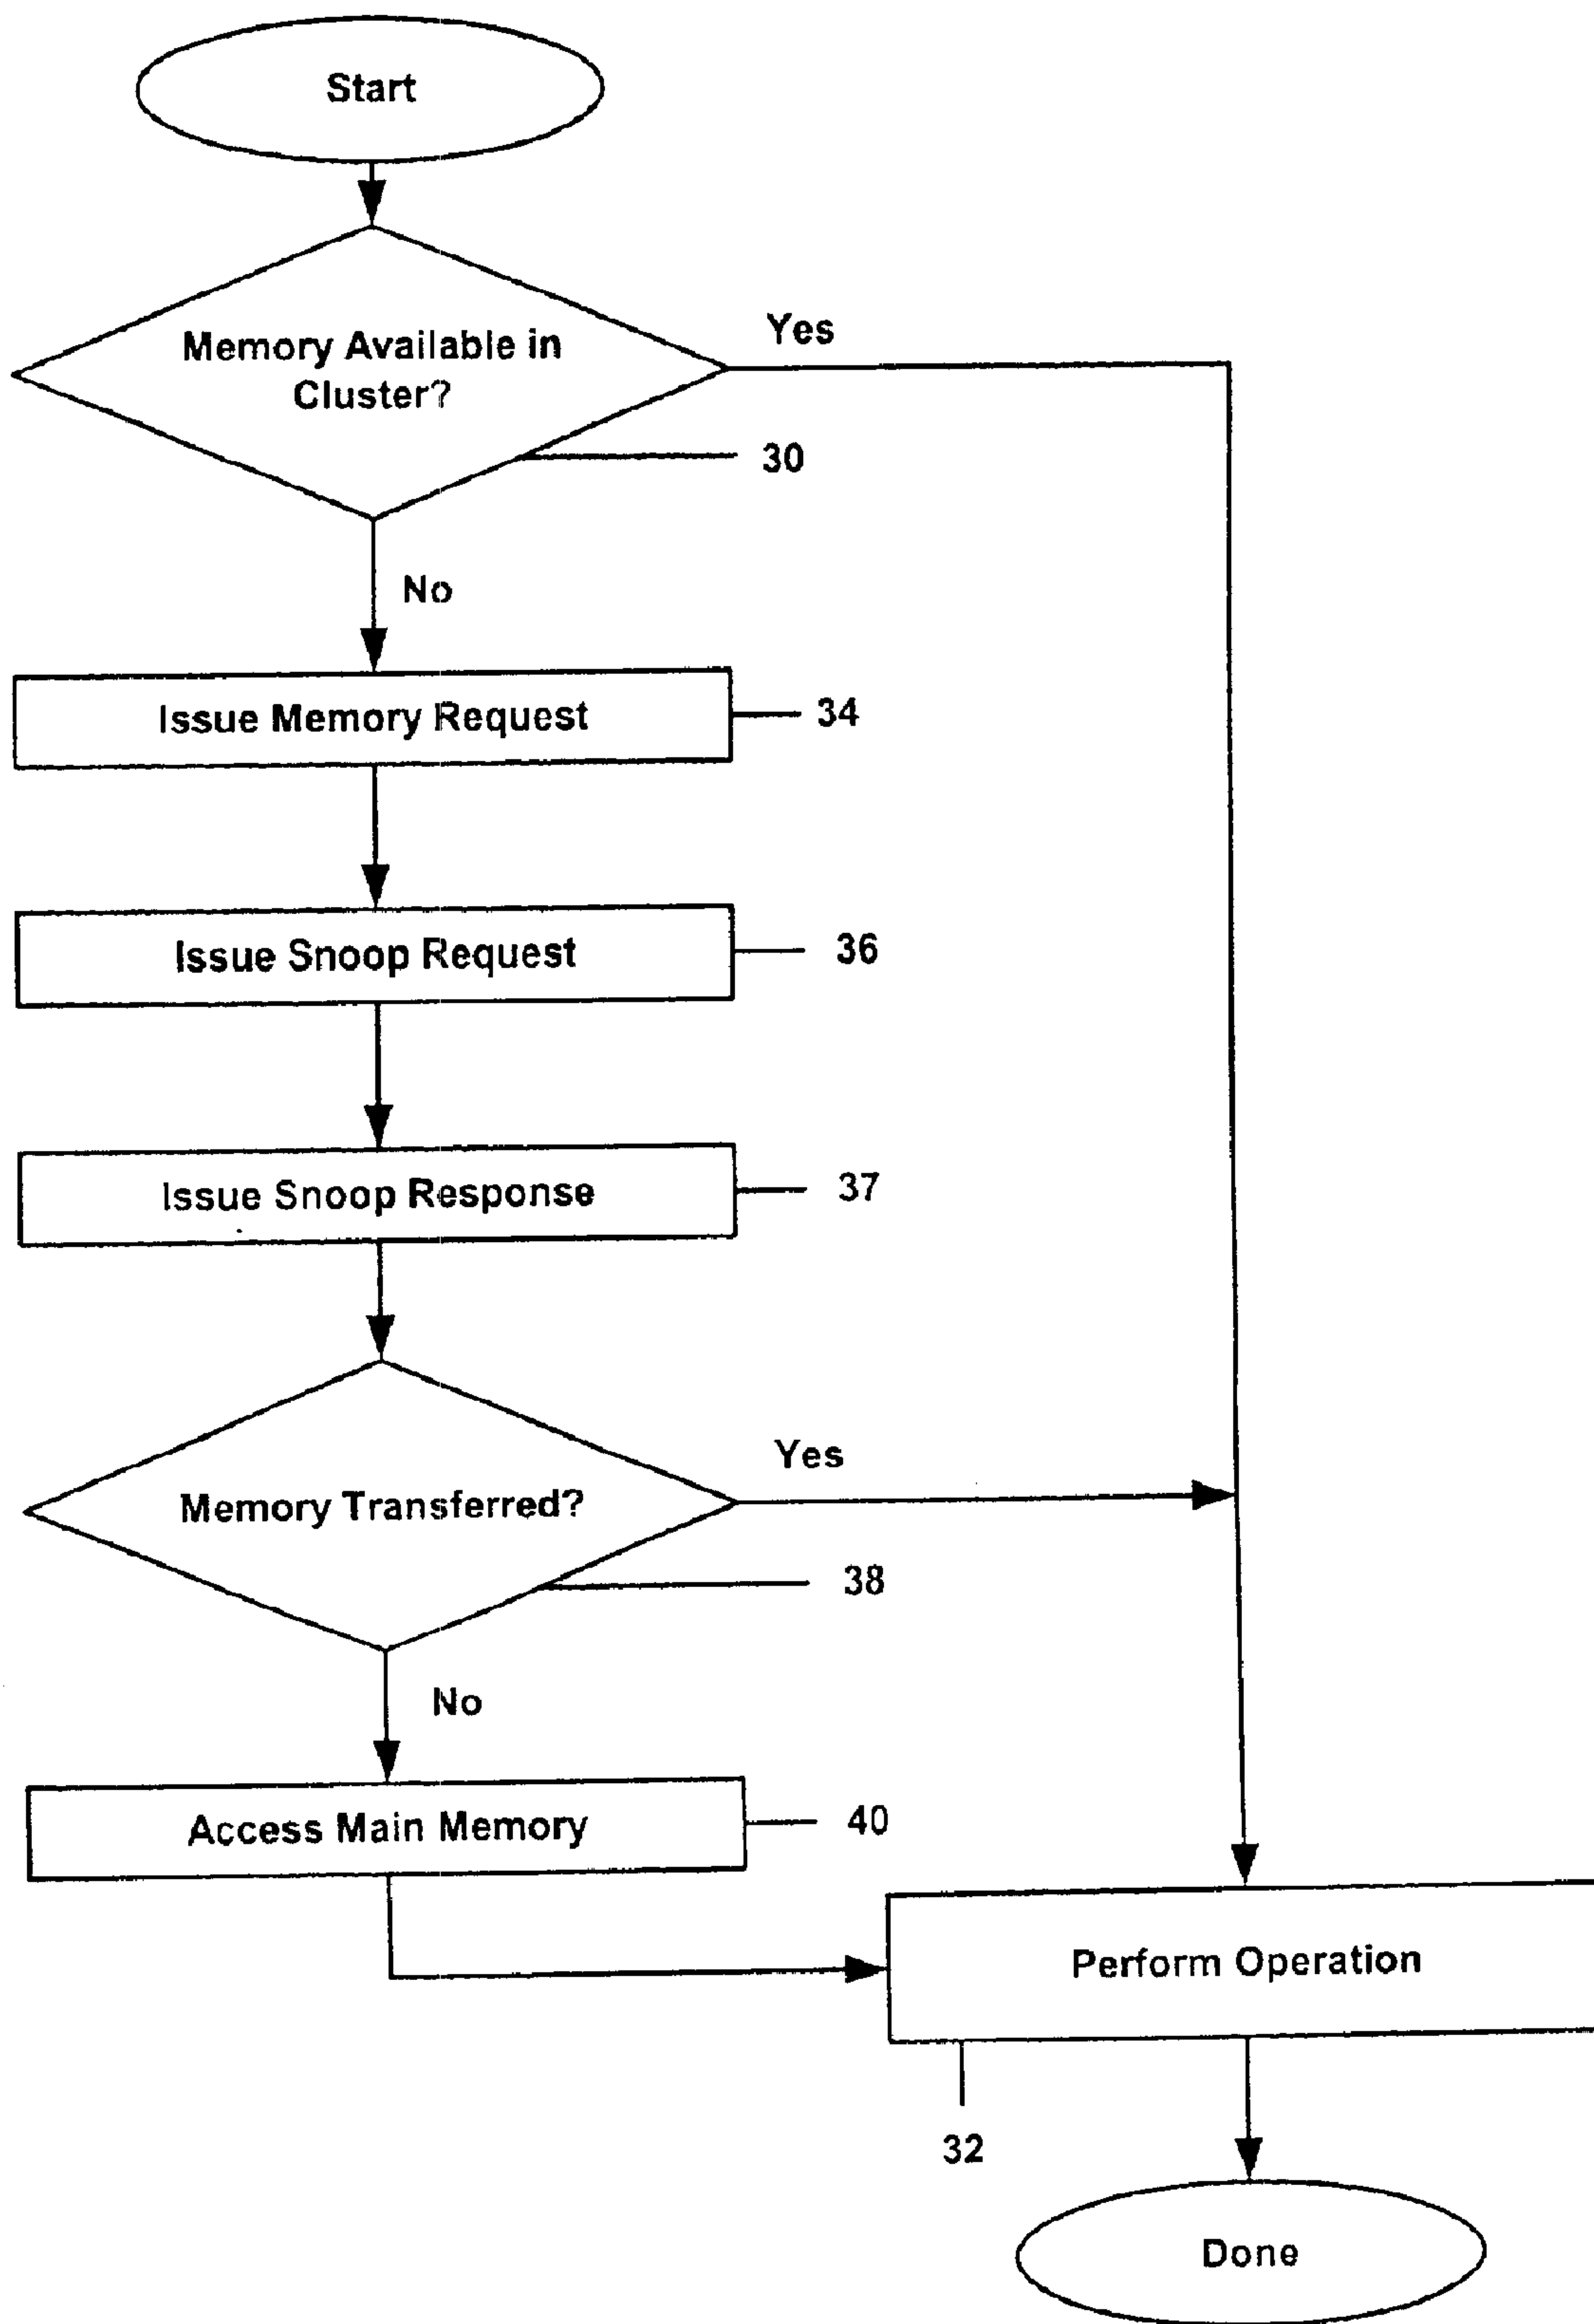 Start
Memory Available in
Cluster?
Yes
30
No
Issue Memory Request
34
Issue Snoop Request
36
Issue Snoop Response
37
Memory Transferred?
Yes
38
No
Access Main Memory
40
Perform Operation
32
Done